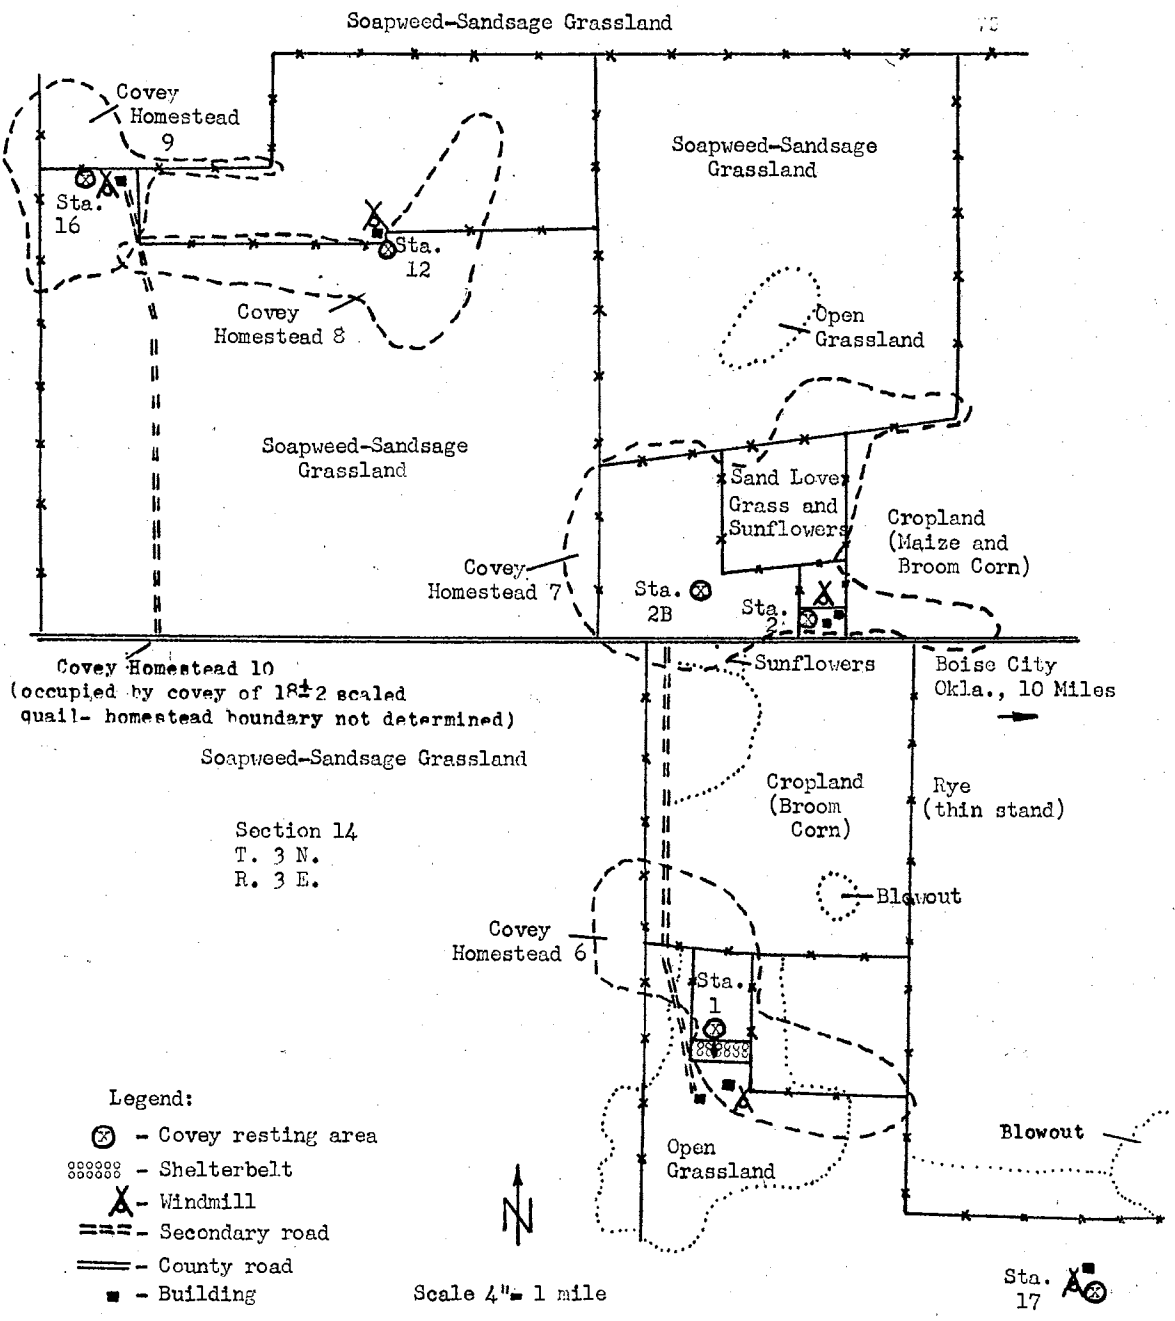 Soapweed-Sandsage Grassland
Covey
Homestead
9
Sta.
16
Sta.
12
Covey
Homestead 8
Soapweed-Sandsage
Grassland
Open
Grassland
Soapweed-Sandsage
Grassland
Sand Love
Grass and
Sunflowers
Cropland
(Maize and
Broom Corn)
Covey
Homestead 7
Sta.
2B
Sta.
2
Covey Homestead 10
(occupied by covey of 18±2 scaled
quail- homestead boundary not determined)
Sunflowers
Boise City
Okla., 10 Miles
Soapweed-Sandsage Grassland
Cropland
(Broom
Corn)
Rye
(thin stand)
Section 14
T. 3 N.
R. 3 E.
Blowout
Covey
Homestead 6
Sta.
1
Open
Grassland
Blowout
Legend:
- Covey resting area
- Shelterbelt
- Windmill
- Secondary road
- County road
- Building
N
Scale 4"= 1 mile
Sta.
17